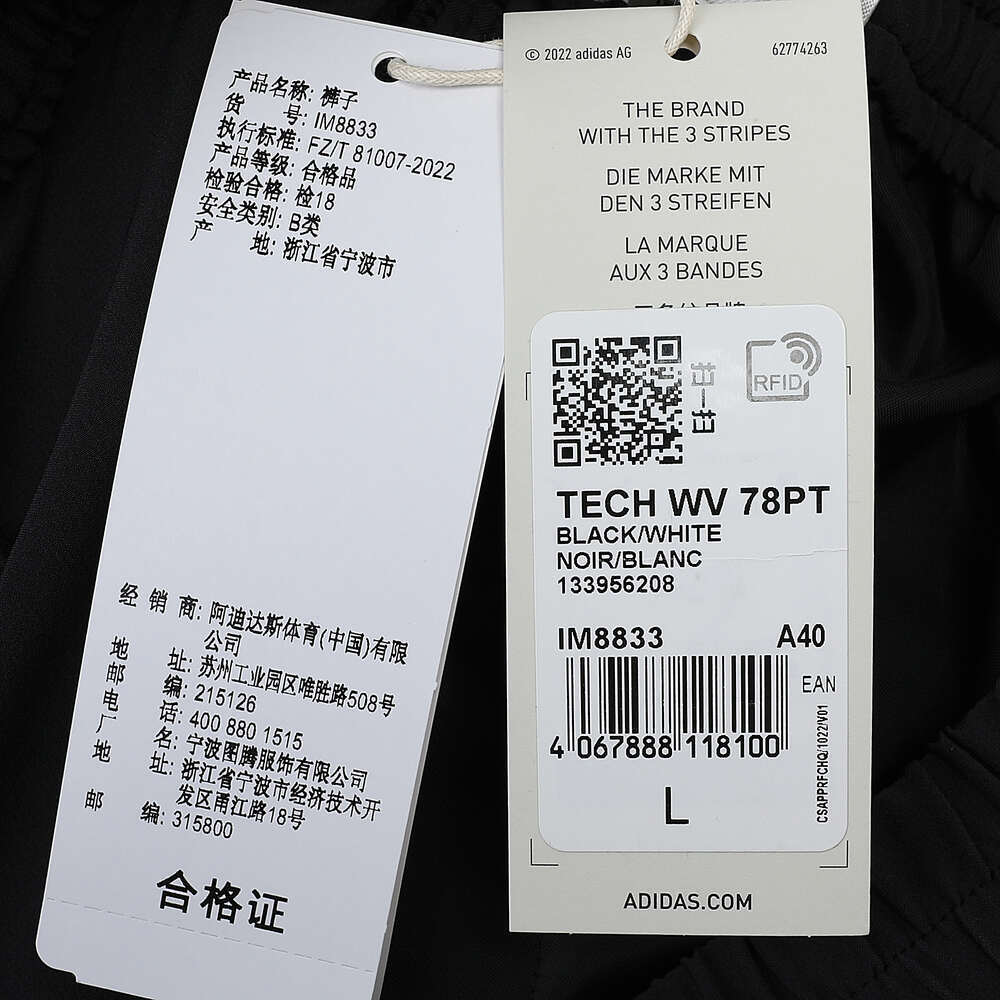 产品名称: 裤子
货 号: IM8833
执行标准: FZ/T 81007-2022
产品等级: 合格品
检验合格: 检18
安全类别: B类
产 地: 浙江省宁波市
经 销 商: 阿迪达斯体育(中国)有限
公司
地 址: 苏州工业园区唯胜路508号
邮 编: 215126
电 话: 400 880 1515
厂 名: 宁波图腾服饰有限公司
地 址: 浙江省宁波市经济技术开
发区甬江路18号
邮 编: 315800
合格证
© 2022 adidas AG
62774263
THE BRAND
WITH THE 3 STRIPES
DIE MARKE MIT
DEN 3 STREIFEN
LA MARQUE
AUX 3 BANDES
扫一扫
RFID
TECH WV 78PT
BLACK/WHITE
NOIR/BLANC
133956208
IM8833 A40
EAN
4 067888 118100
CSAPPRFCHQ/1022/V01
L
ADIDAS.COM